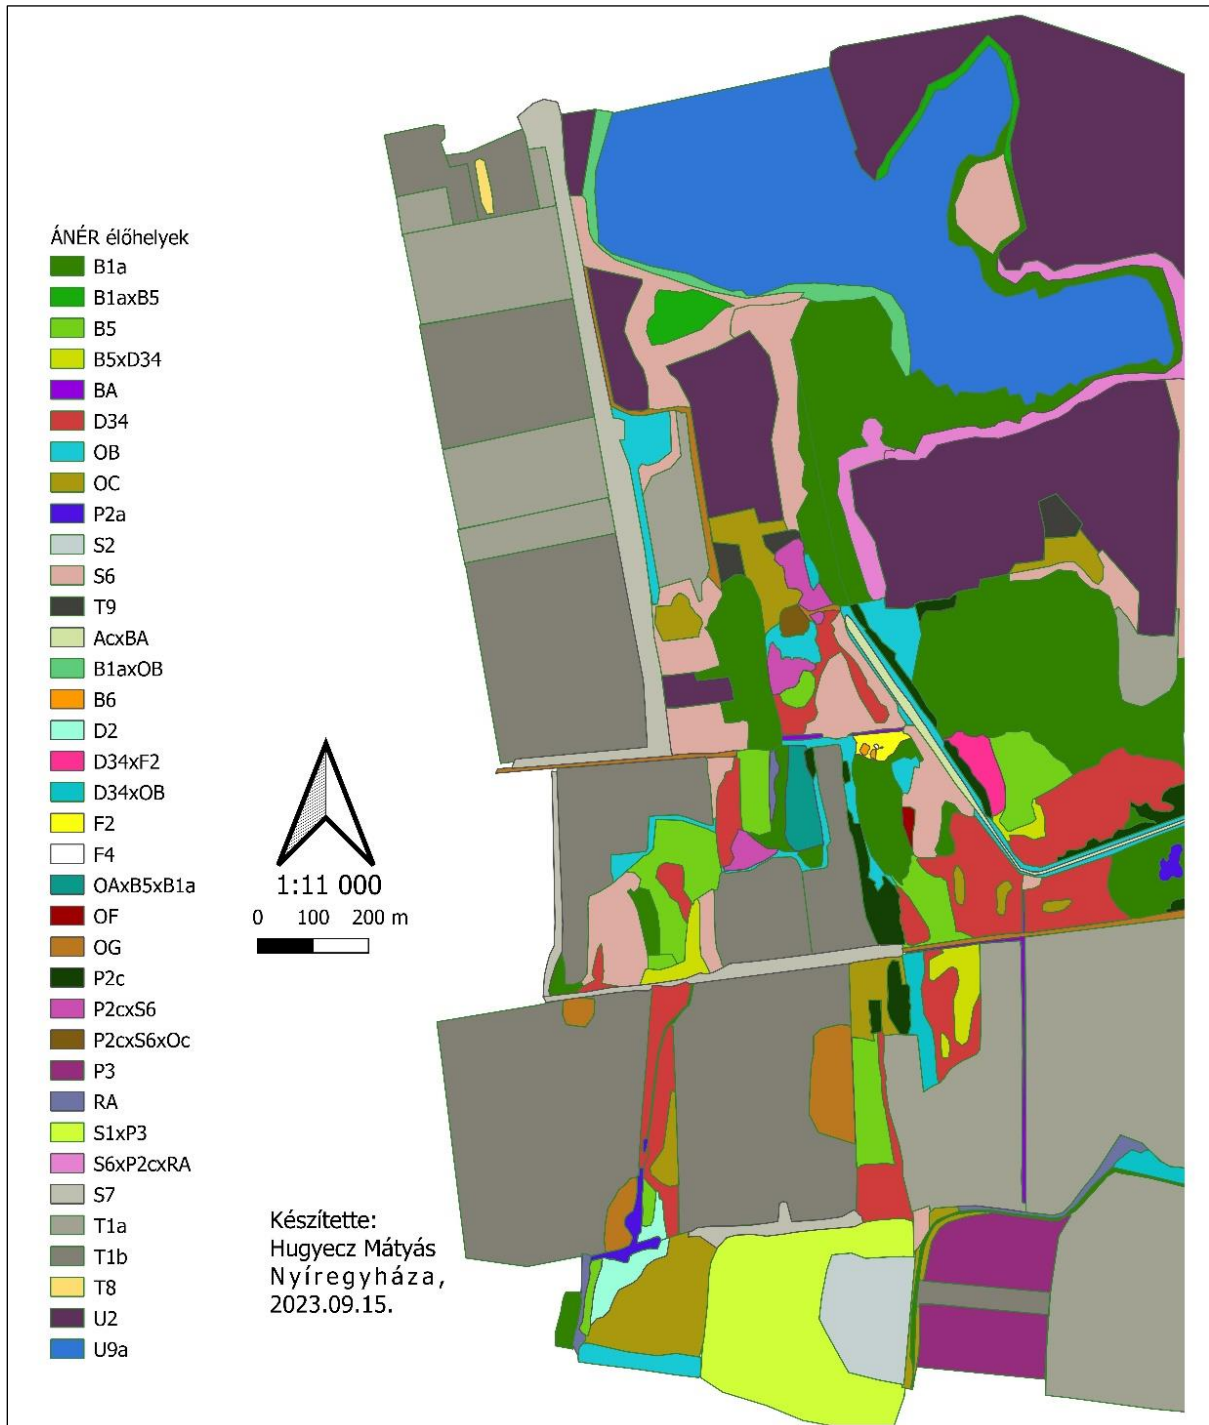 ÁNÉR élőhelyek
B1a
B1axB5
B5
B5xD34
BA
D34
OB
OC
P2a
S2
S6
T9
AcxBA
B1axOB
B6
D2
D34xF2
D34xOB
F2
F4
OAxB5xB1a
OF
OG
P2c
P2cxS6
P2cxS6xOc
P3
RA
S1xP3
S6xP2cxRA
S7
T1a
T1b
T8
U2
U9a
1:11 000
0 100 200 m
Készítette:
Hugyecz Mátyás
Nyíregyháza,
2023.09.15.